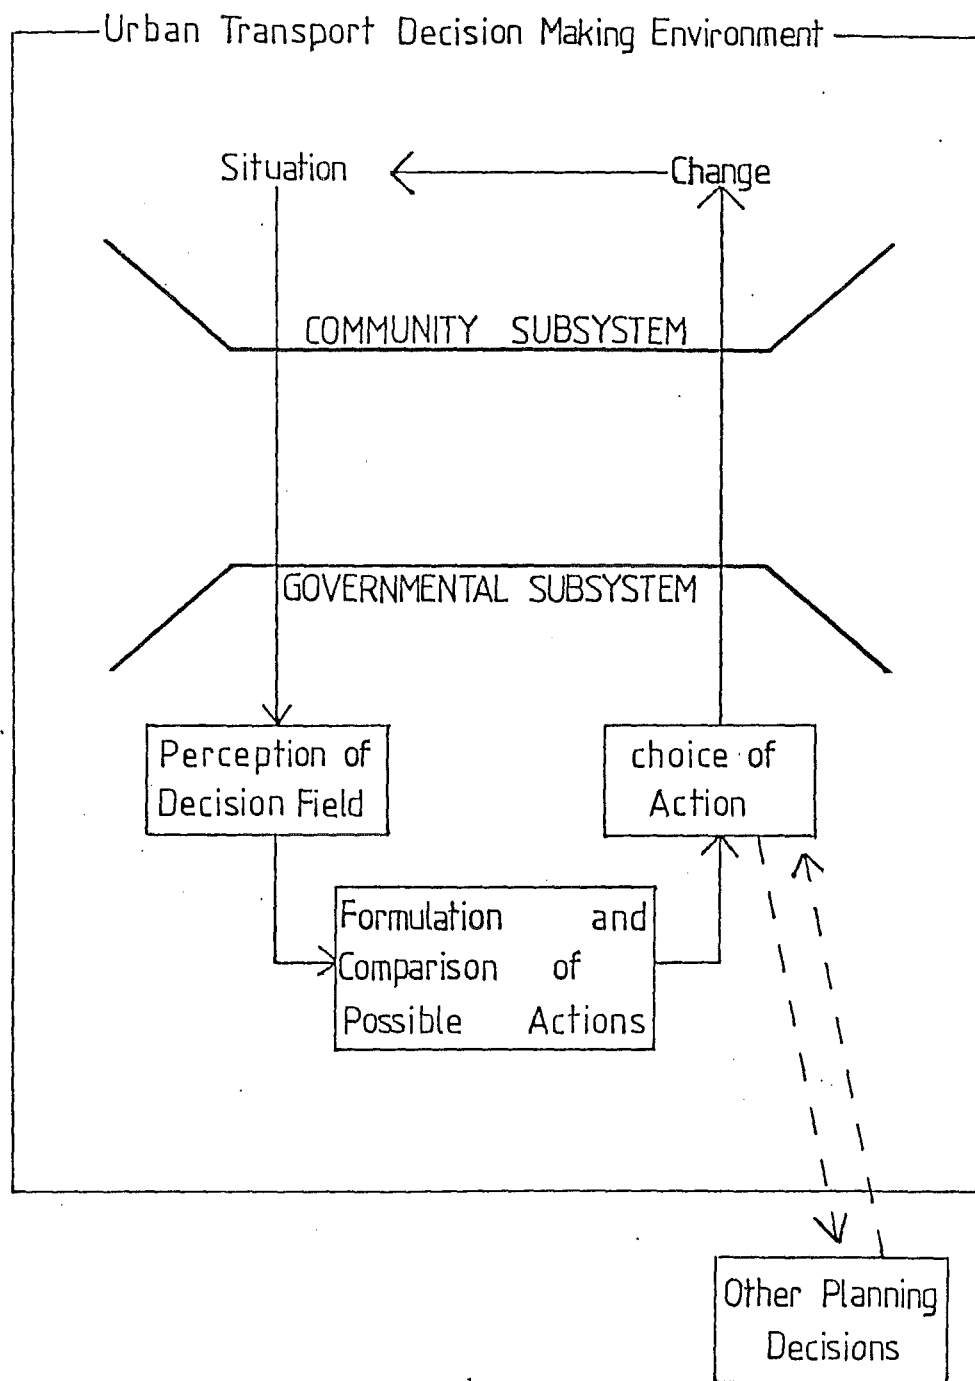 Urban Transport Decision Making Environment
Situation
Change
COMMUNITY SUBSYSTEM
GOVERNMENTAL SUBSYSTEM
Perception of
Decision Field
choice of
Action
Formulation and
Comparison of
Possible Actions
Other Planning
Decisions